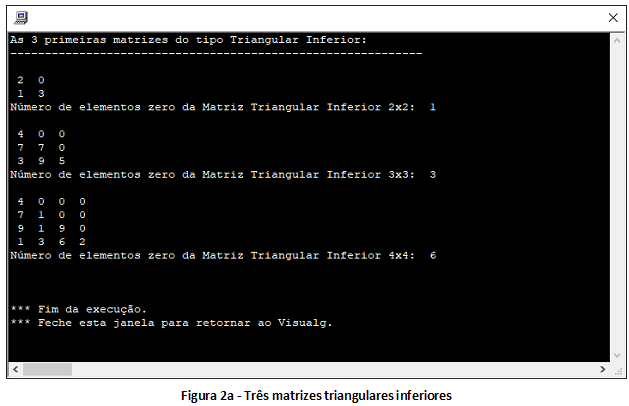 As 3 primeiras matrizes do tipo Triangular Inferior:
------------------------------------------------------------
2 0
1 3
Número de elementos zero da Matriz Triangular Inferior 2x2: 1
4 0 0
7 7 0
3 9 5
Número de elementos zero da Matriz Triangular Inferior 3x3: 3
4 0 0 0
7 1 0 0
9 1 9 0
1 3 6 2
Número de elementos zero da Matriz Triangular Inferior 4x4: 6
*** Fim da execução.
*** Feche esta janela para retornar ao Visualg.
Figura 2a - Três matrizes triangulares inferiores